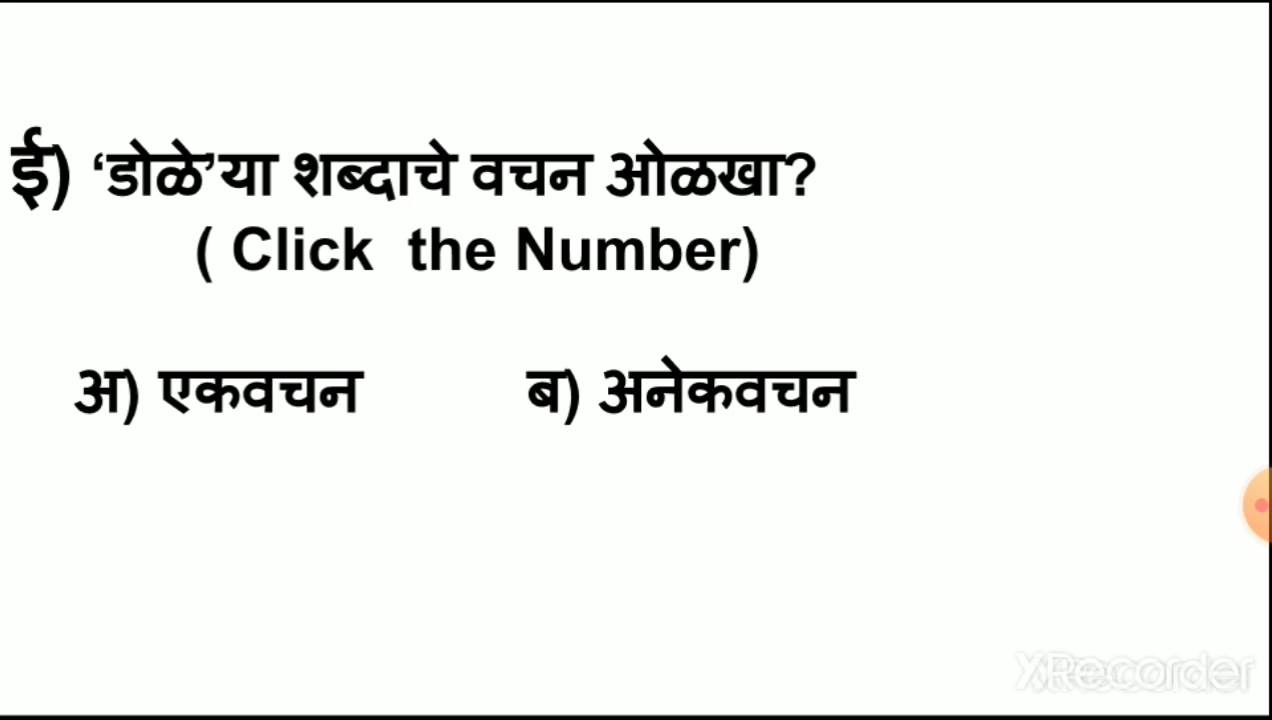 ई) ‘डोळे’या शब्दाचे वचन ओळखा?
( Click the Number)
अ) एकवचन ब) अनेकवचन
XRecorder